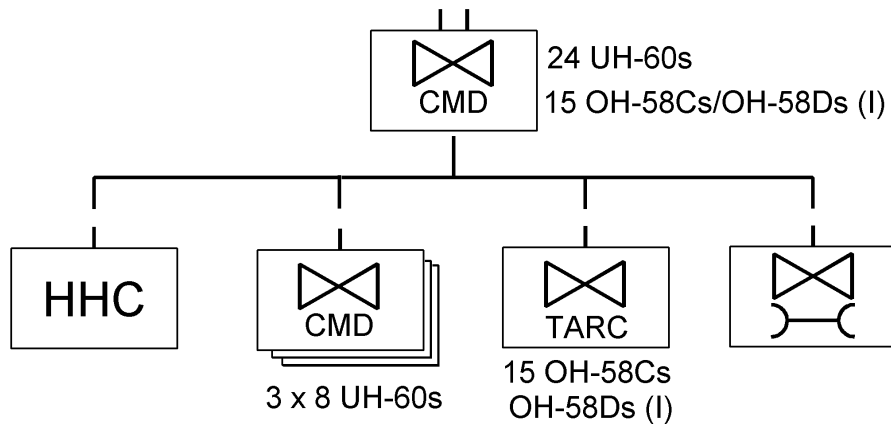 CMD
24 UH-60s
15 OH-58Cs/OH-58Ds (I)
HHC
CMD
3 x 8 UH-60s
TARC
15 OH-58Cs
OH-58Ds (I)